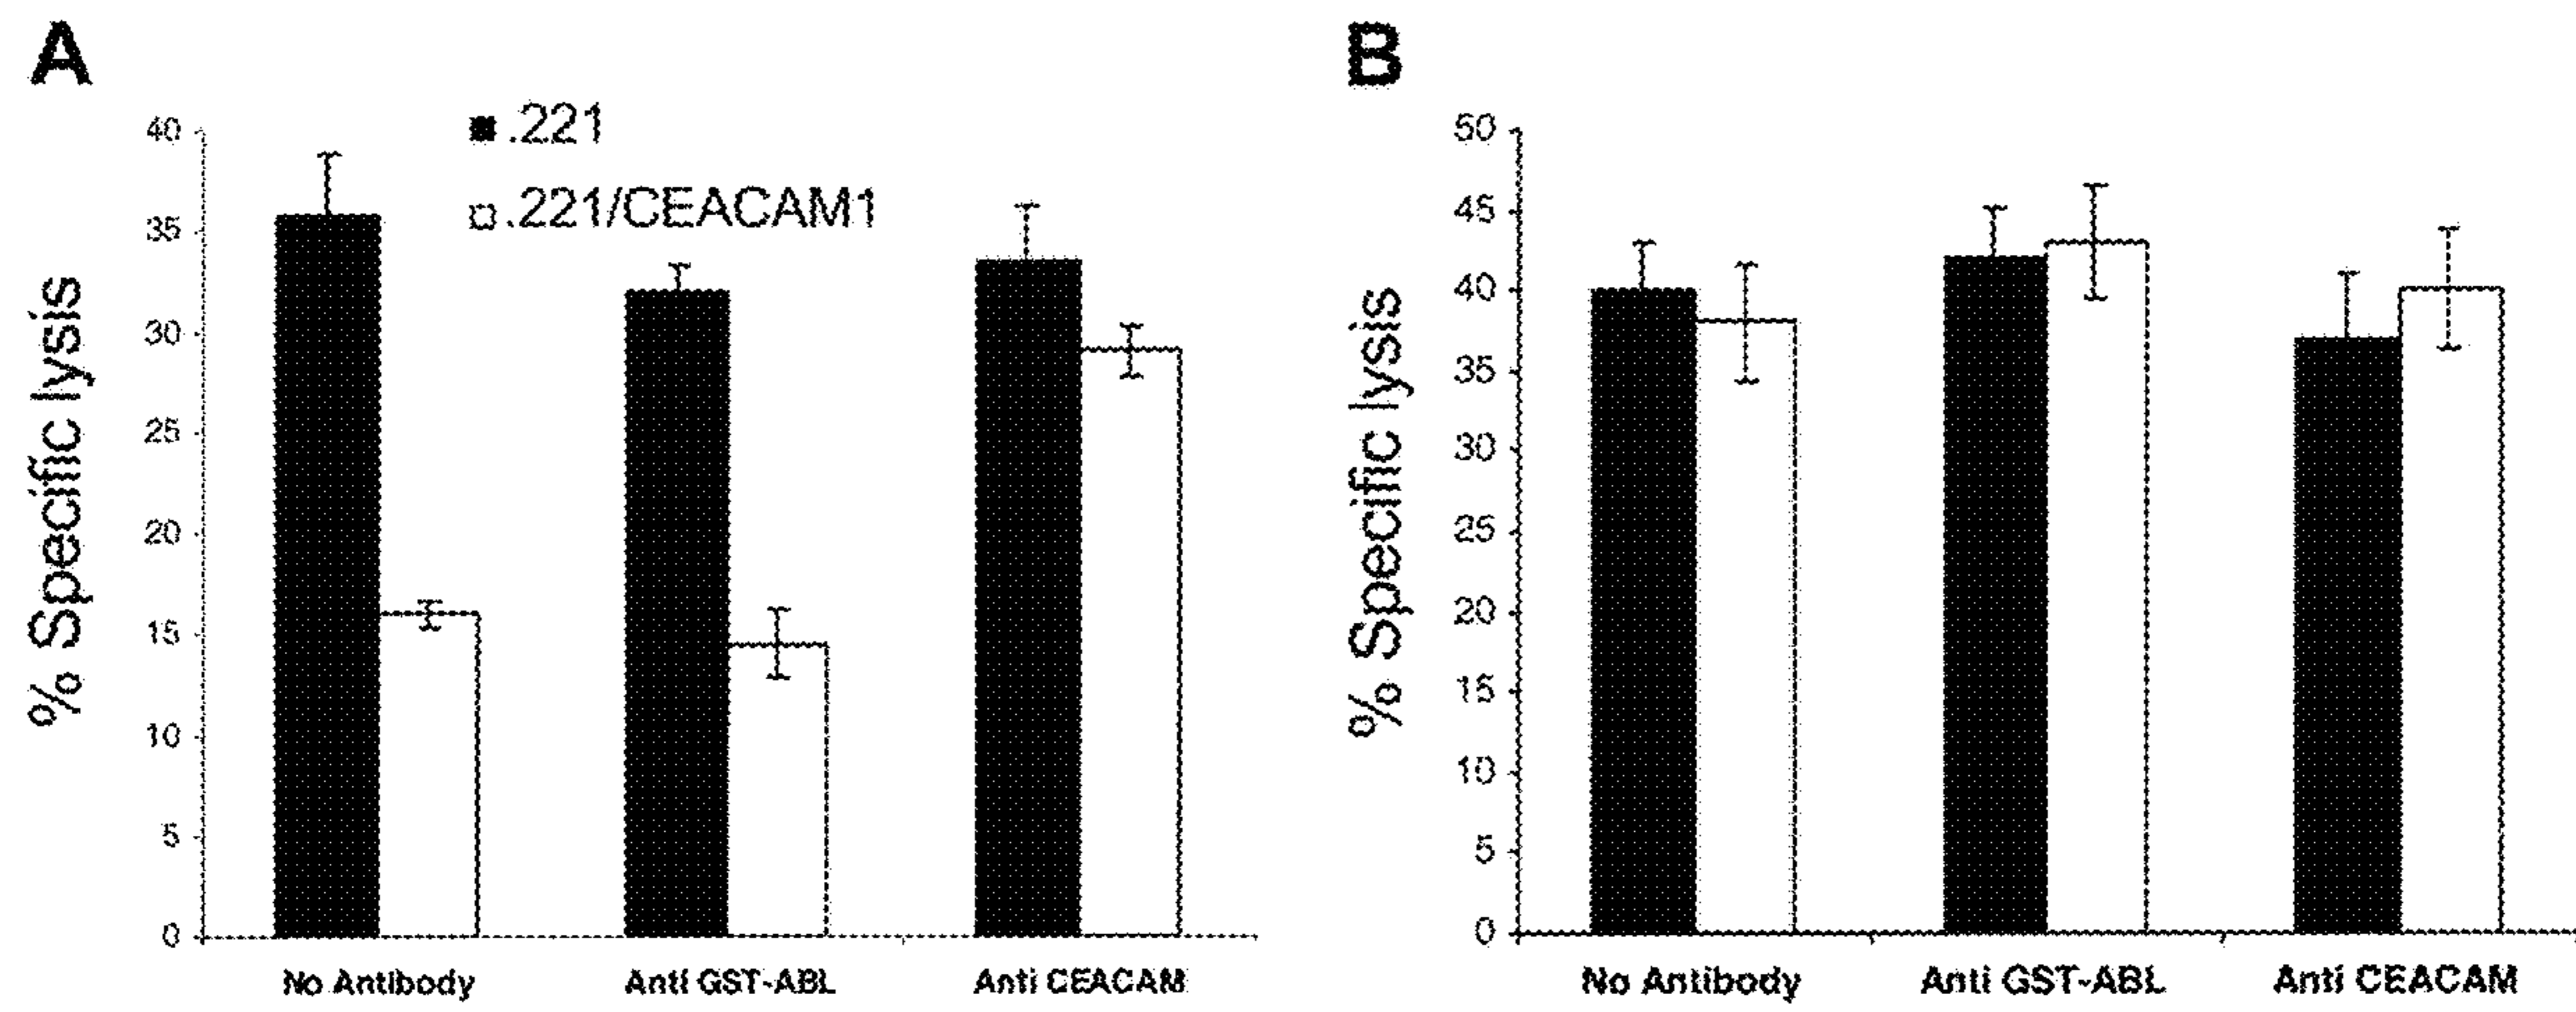 A
% Specific lysis
40
35
30
25
20
15
10
5
0
.221
.221/CEACAM1
No Antibody
Anti GST-ABL
Anti CEACAM
B
% Specific lysis
50
45
40
35
30
25
20
15
10
5
0
No Antibody
Anti GST-ABL
Anti CEACAM